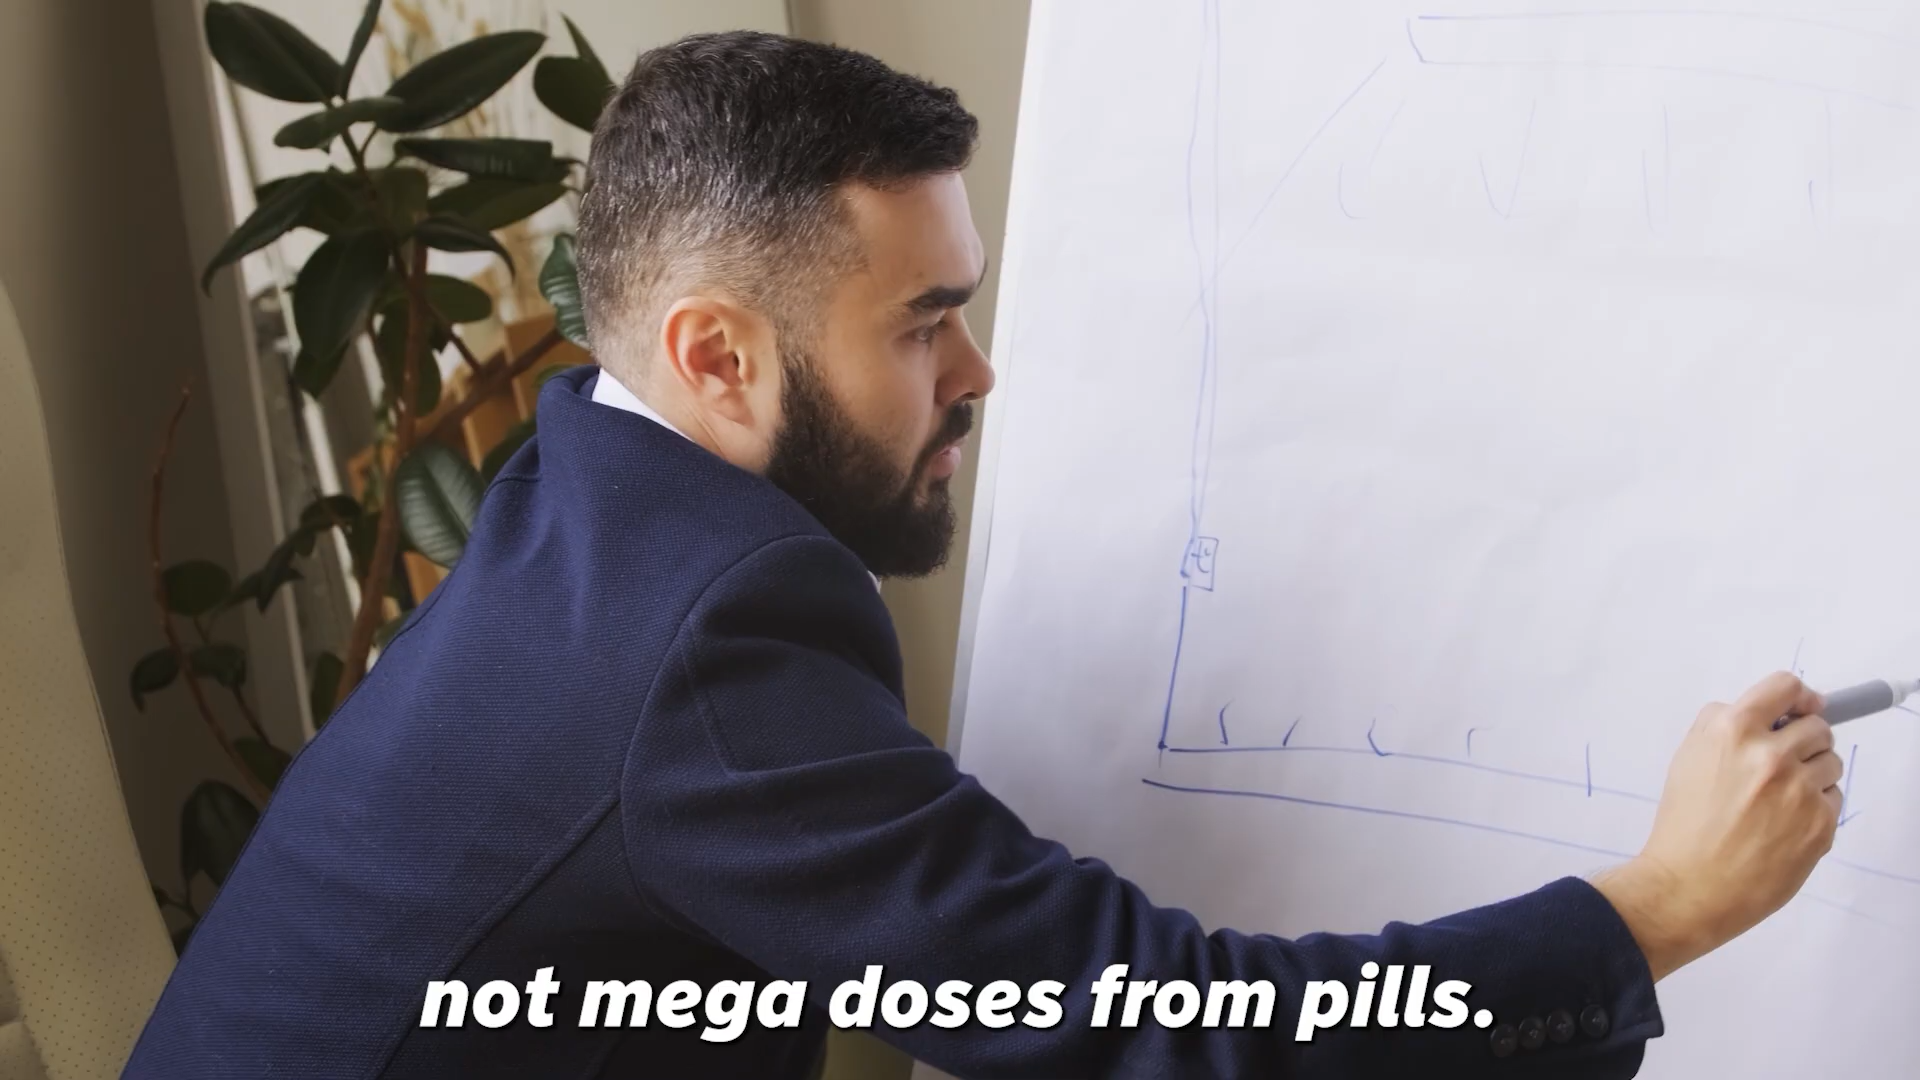 not mega doses from pills.